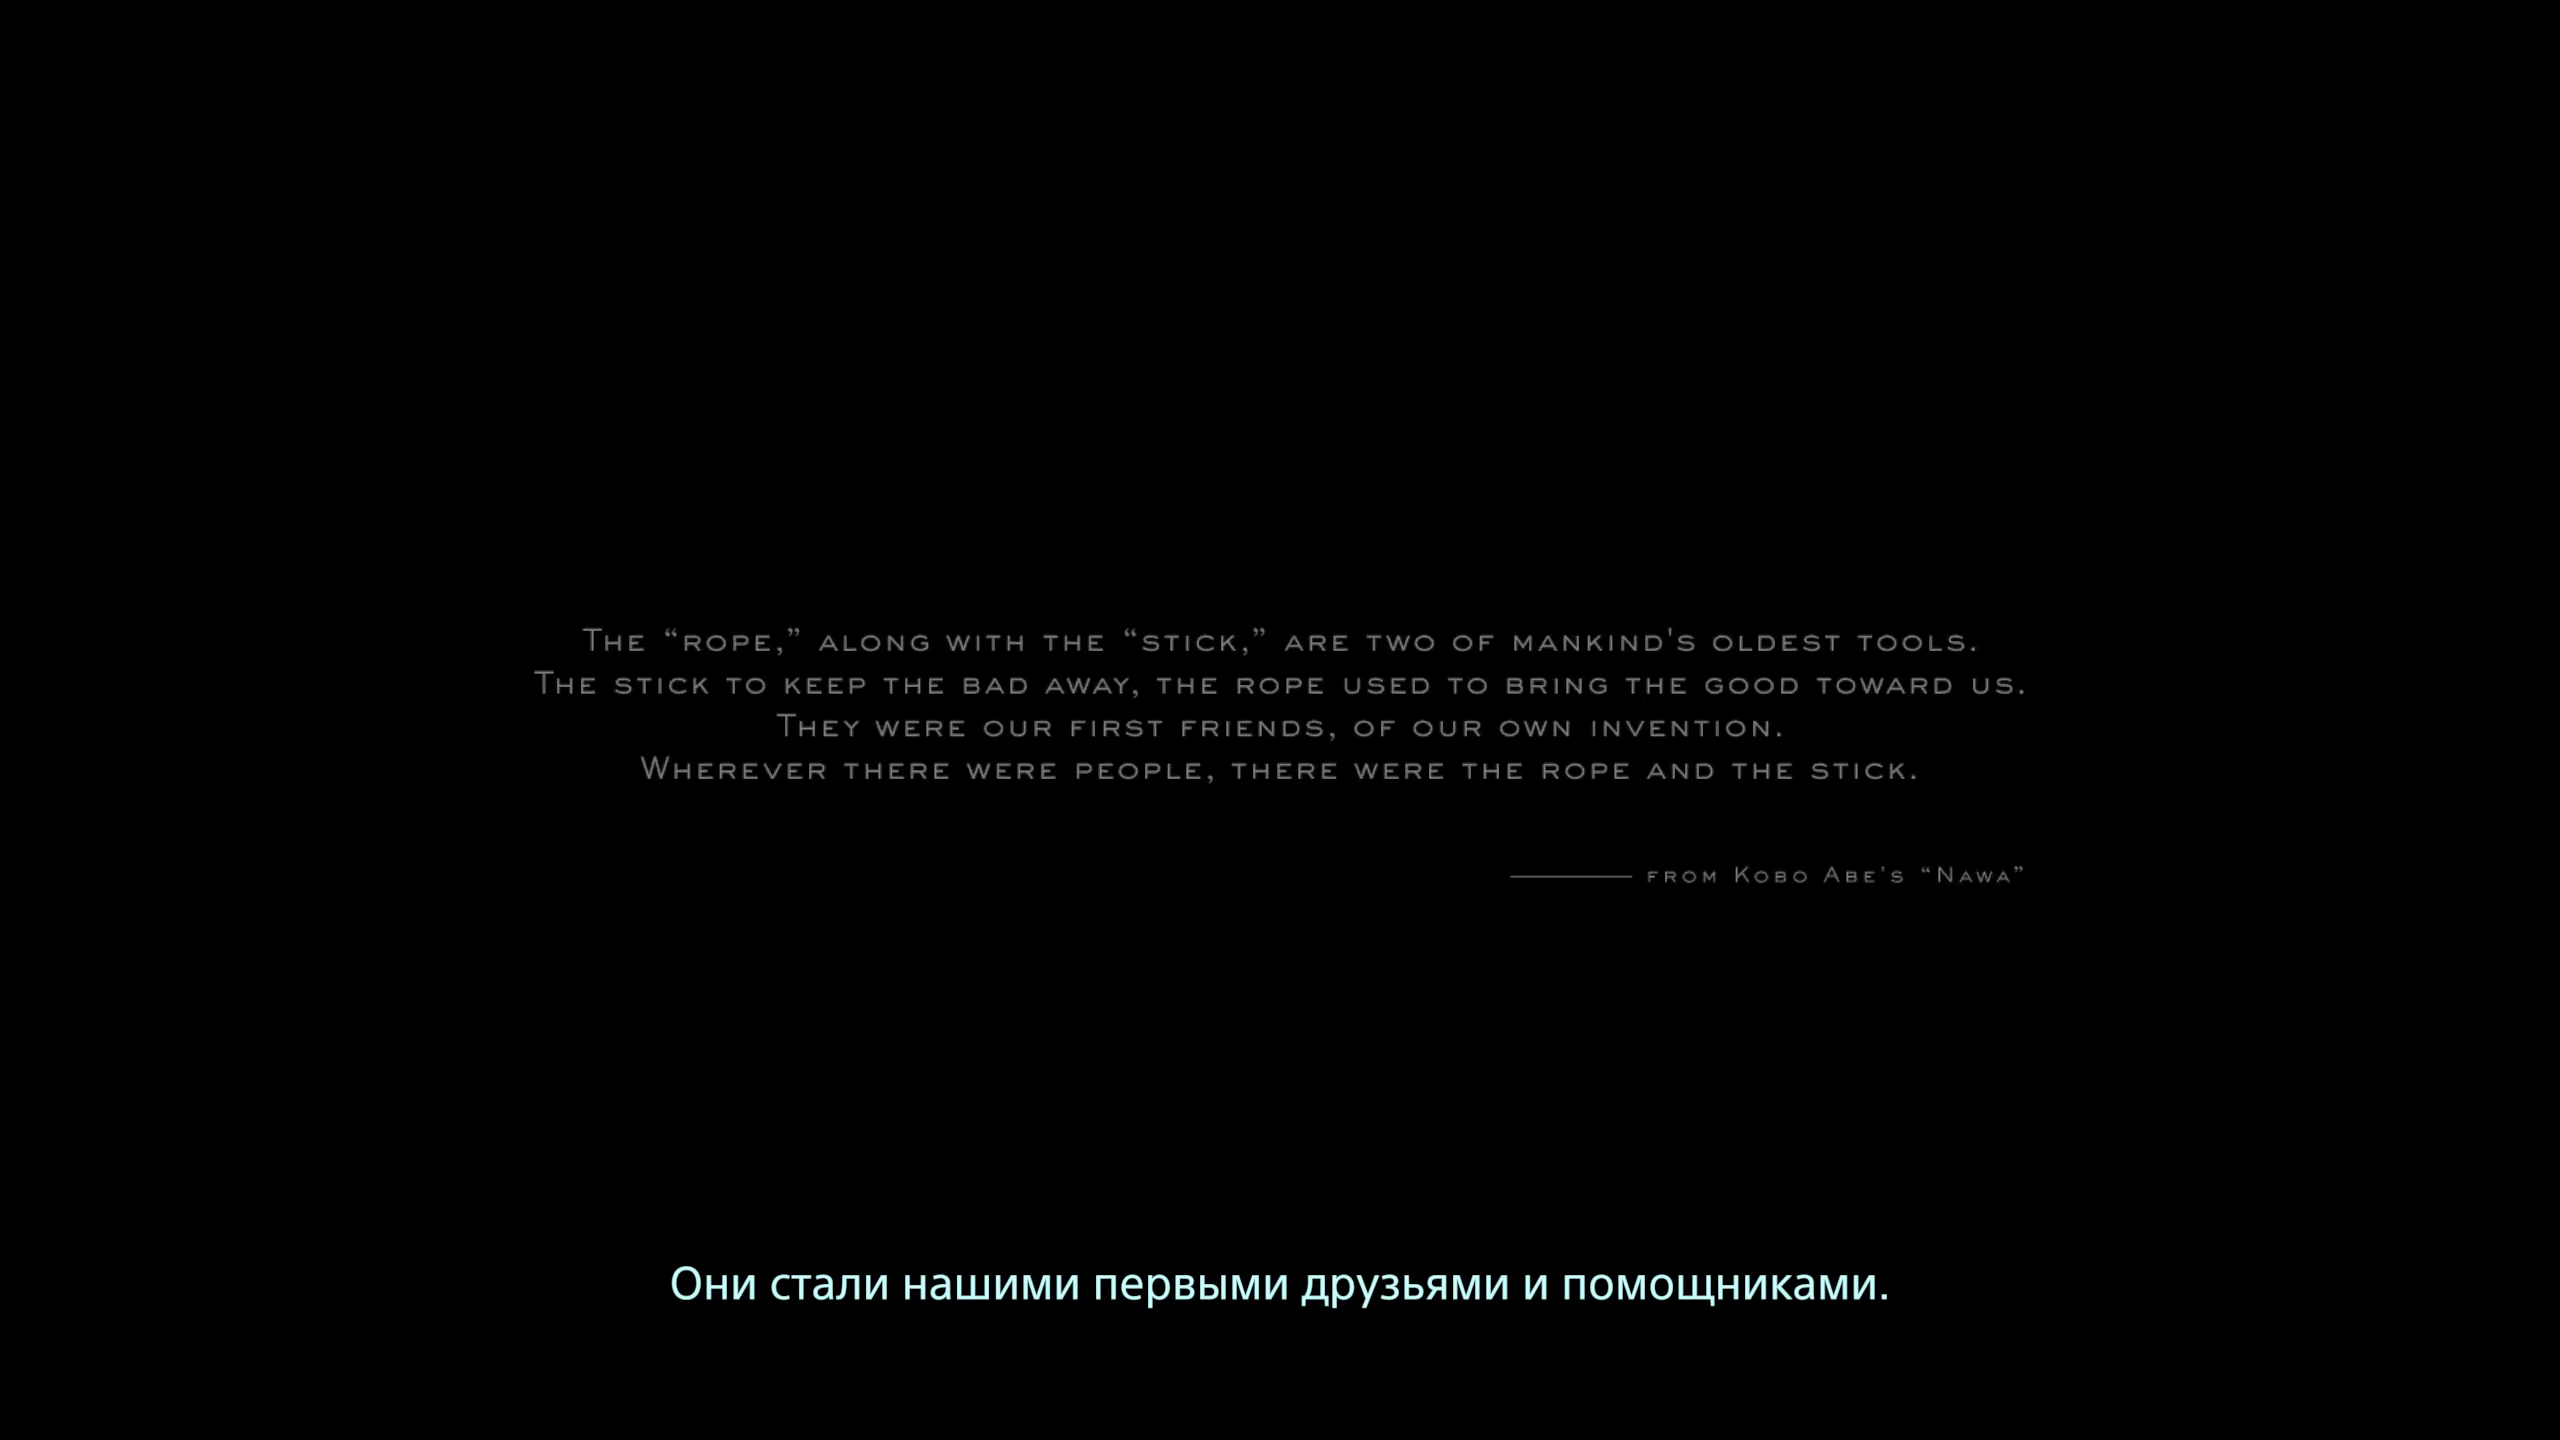 The “rope,” along with the “stick,” are two of mankind's oldest tools.
The stick to keep the bad away, the rope used to bring the good toward us.
They were our first friends, of our own invention.
Wherever there were people, there were the rope and the stick.
——— from Kobo Abe's “Nawa”
Они стали нашими первыми друзьями и помощниками.